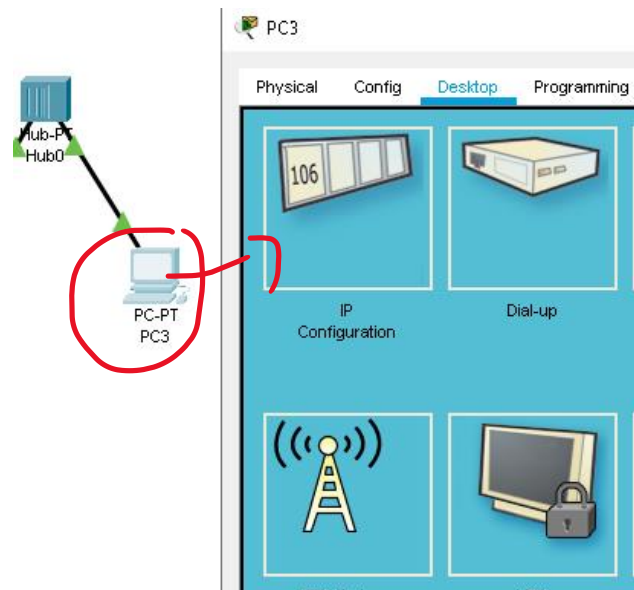 PC3
Physical Config Desktop Programming
Hub-PT
Hub0
106
PC-PT
PC3
IP
Configuration
Dial-up